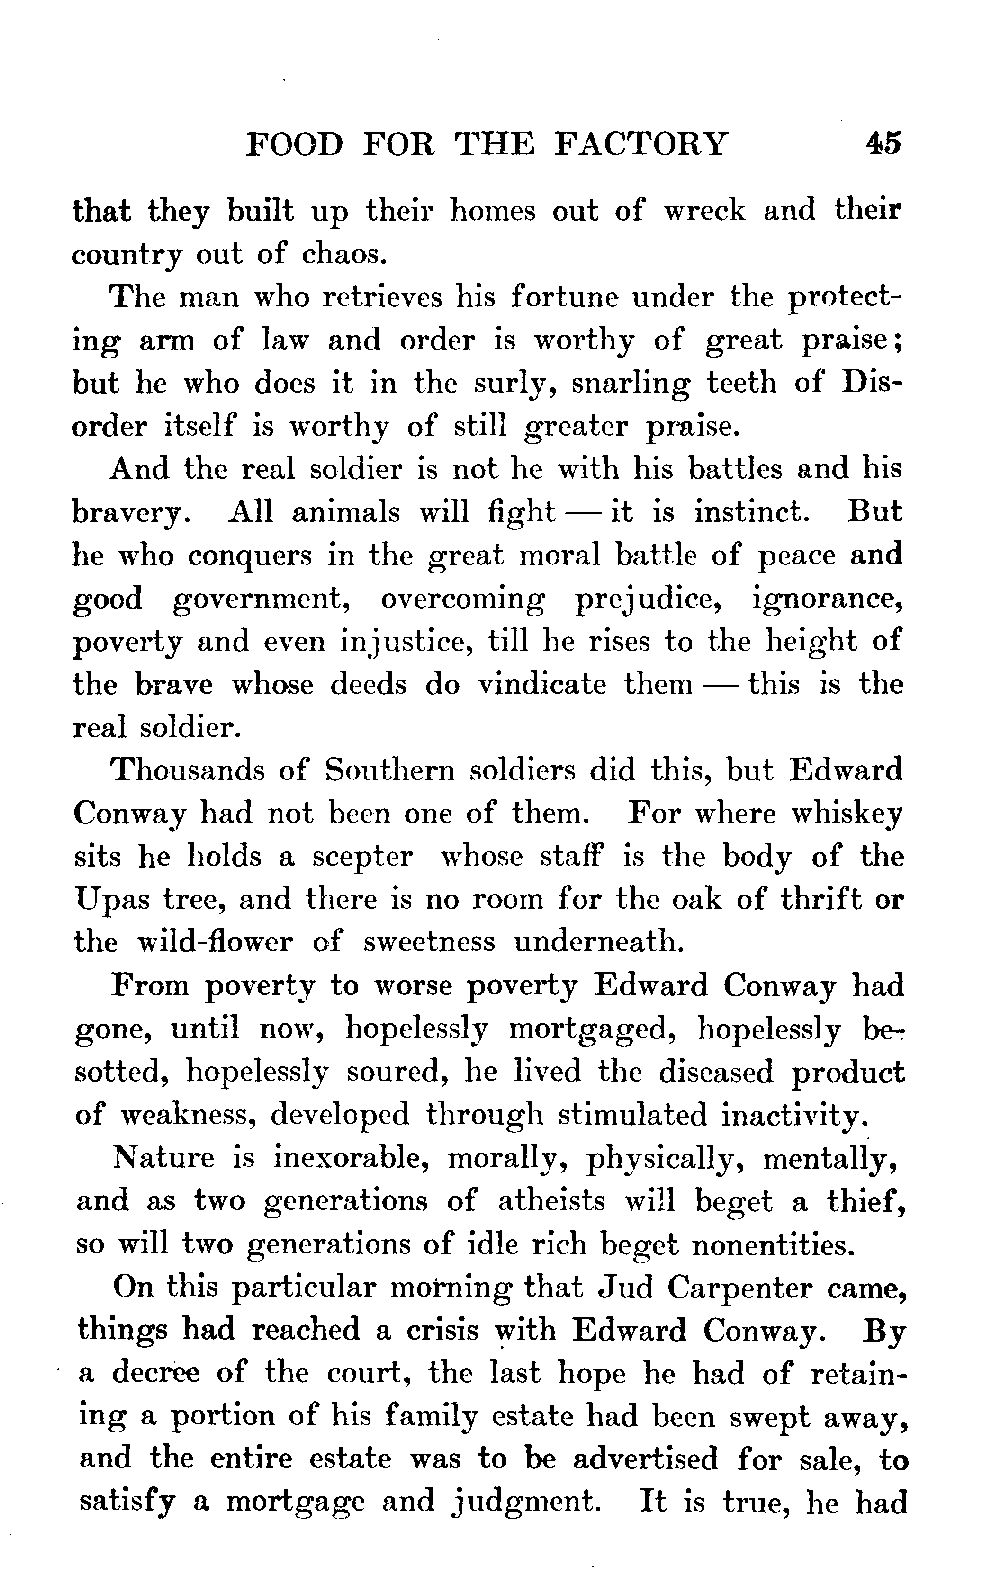 FOOD FOR THE FACTORY 45
that they built up their homes out of wreck and their
country out of chaos.
The man who retrieves his fortune under the protect-
ing arm of law and order is worthy of great praise;
but he who does it in the surly, snarling teeth of Dis-
order itself is worthy of still greater praise.
And the real soldier is not he with his battles and his
bravery. All animals will fight — it is instinct. But
he who conquers in the great moral battle of peace and
good government, overcoming prejudice, ignorance,
poverty and even injustice, till he rises to the height of
the brave whose deeds do vindicate them — this is the
real soldier.
Thousands of Southern soldiers did this, but Edward
Conway had not been one of them. For where whiskey
sits he holds a scepter whose staff is the body of the
Upas tree, and there is no room for the oak of thrift or
the wild-flower of sweetness underneath.
From poverty to worse poverty Edward Conway had
gone, until now, hopelessly mortgaged, hopelessly be-
sotted, hopelessly soured, he lived the diseased product
of weakness, developed through stimulated inactivity.
Nature is inexorable, morally, physically, mentally,
and as two generations of atheists will beget a thief,
so will two generations of idle rich beget nonentities.
On this particular morning that Jud Carpenter came,
things had reached a crisis with Edward Conway. By
a decree of the court, the last hope he had of retain-
ing a portion of his family estate had been swept away,
and the entire estate was to be advertised for sale, to
satisfy a mortgage and judgment. It is true, he had